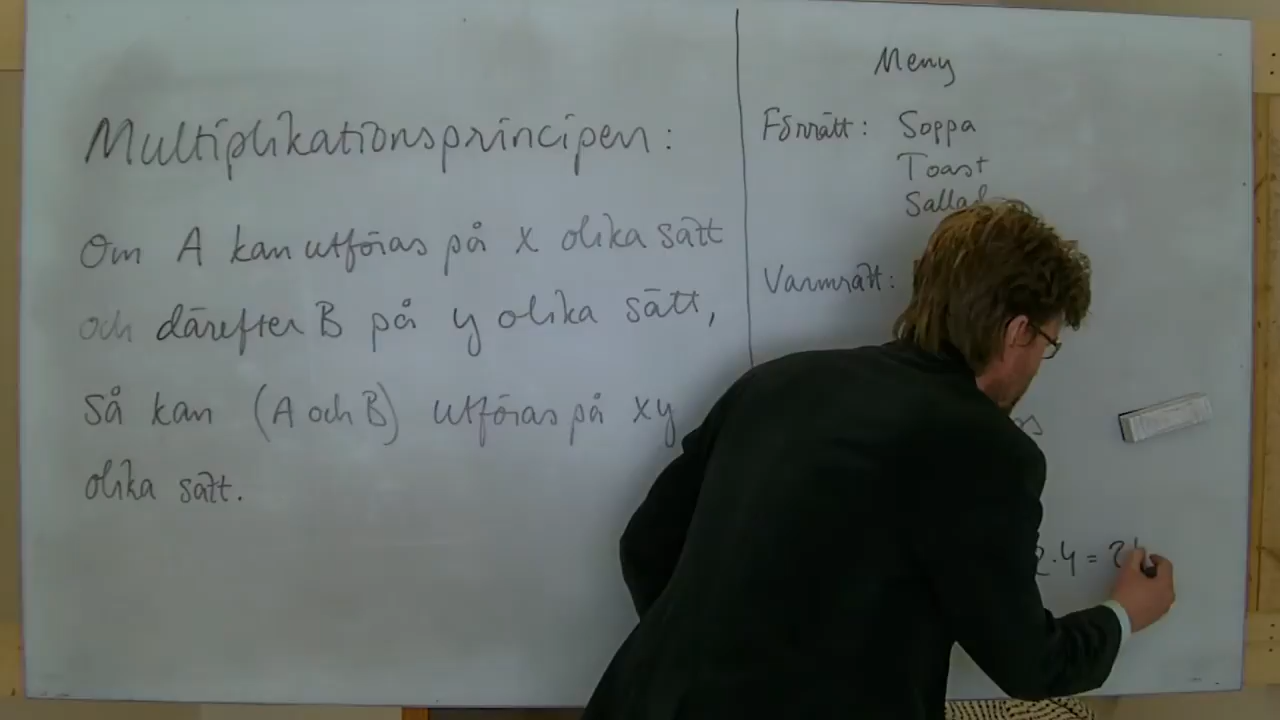 Multiplikationsprincipen:
Om A kan utföras på x olika sätt
och därefter B på y olika sätt,
så kan (A och B) utföras på xy
olika sätt.
Meny
Förrätt: Soppa
Toast
Sallad
Varmrätt:
2·4=2